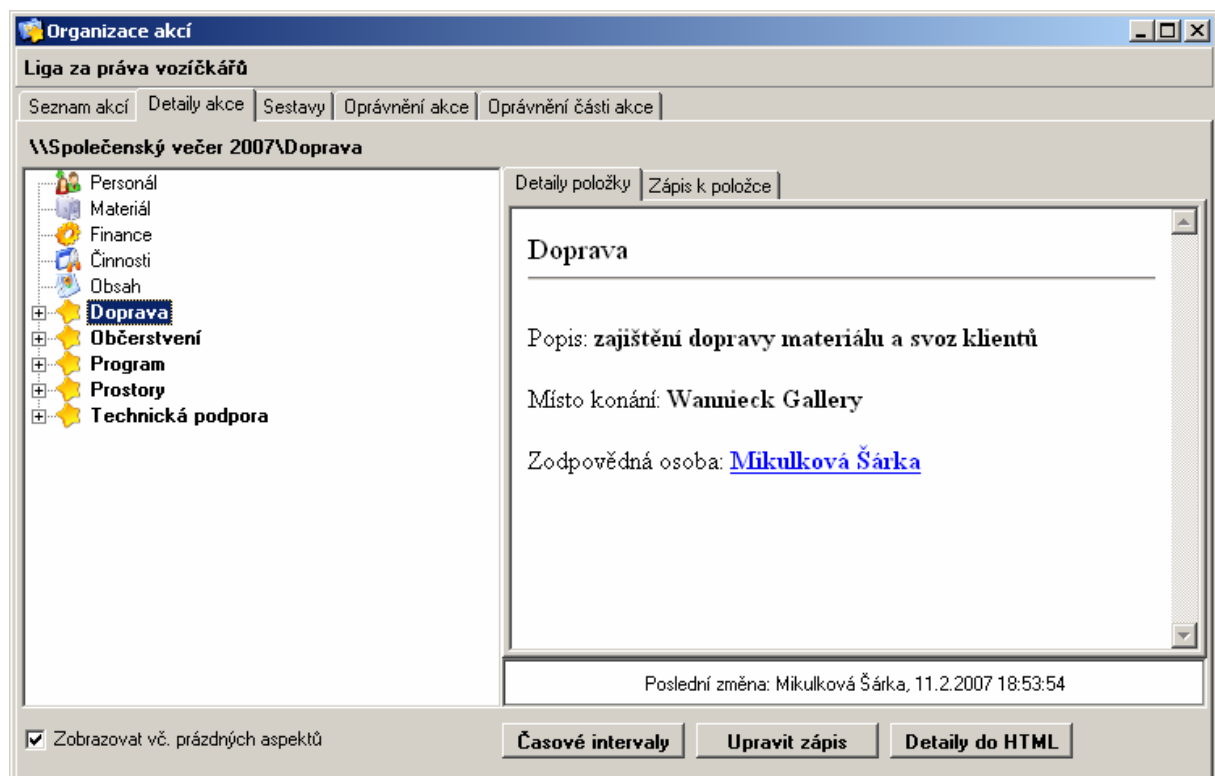 Organizace akcí
Liga za práva vozíčkářů
Seznam akcí Detaily akce Sestavy Oprávnění akce Oprávnění části akce
\\Společenský večer 2007\Doprava
Personál
Materiál
Finance
Činnosti
Obsah
Doprava
Občerstvení
Program
Prostory
Technická podpora
Detaily položky Zápis k položce
Doprava
Popis: zajištění dopravy materiálu a svoz klientů
Místo konání: Wannieck Gallery
Zodpovědná osoba: Mikulková Šárka
Poslední změna: Mikulková Šárka, 11.2.2007 18:53:54
Zobrazovat vč. prázdných aspektů
Časové intervaly Upravit zápis Detaily do HTML